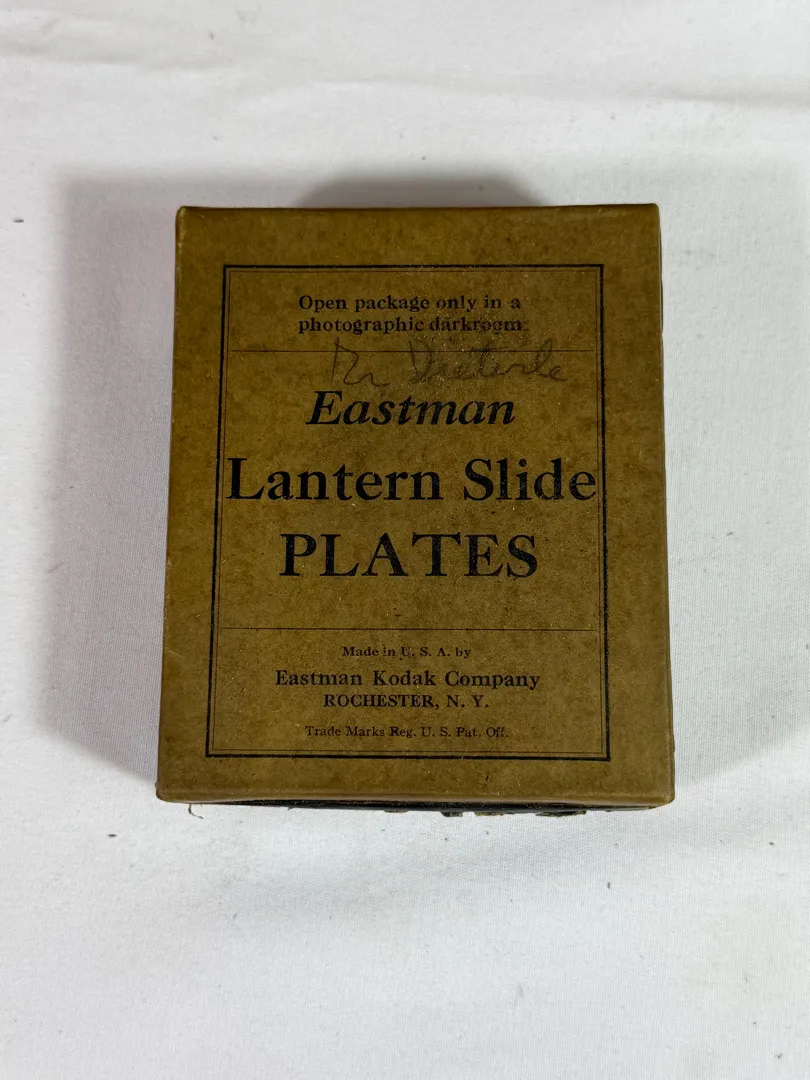 Open package only in a
photographic darkroom
Dieterle
Eastman
Lantern Slide
PLATES
Made in U. S. A. by
Eastman Kodak Company
ROCHESTER, N. Y.
Trade Marks Reg. U. S. Pat. Off.